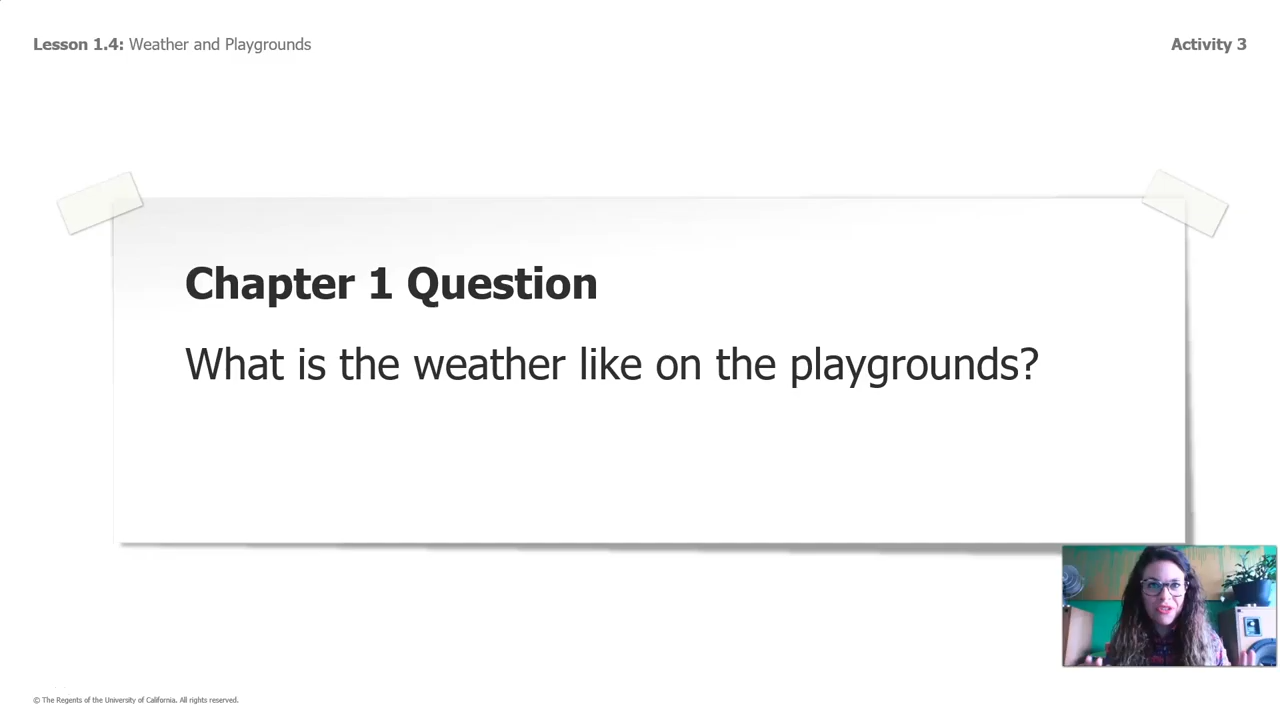 Lesson 1.4: Weather and Playgrounds
Activity 3
Chapter 1 Question
What is the weather like on the playgrounds?
© The Regents of the University of California. All rights reserved.